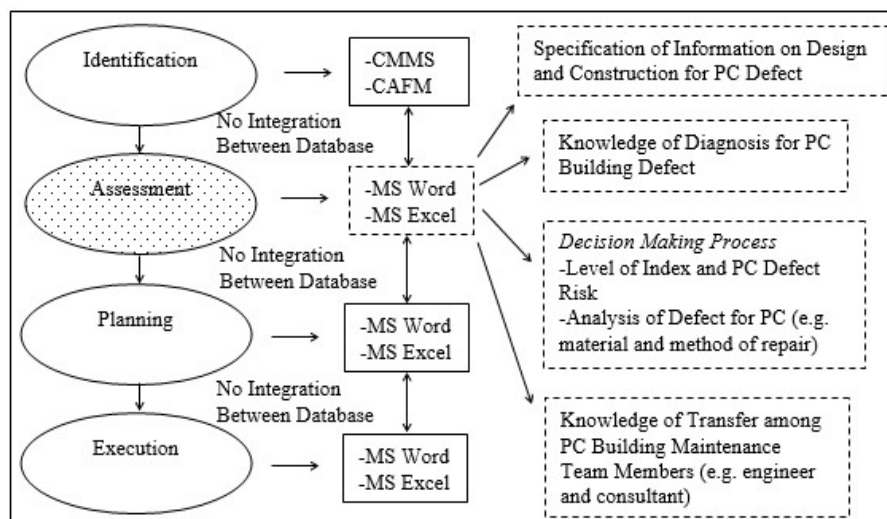 Identification
-CMMS
-CAFM
No Integration
Between Database
Assessment
-MS Word
-MS Excel
No Integration
Between Database
Planning
-MS Word
-MS Excel
No Integration
Between Database
Execution
-MS Word
-MS Excel
Specification of Information on Design
and Construction for PC Defect
Knowledge of Diagnosis for PC
Building Defect
Decision Making Process
-Level of Index and PC Defect
Risk
-Analysis of Defect for PC (e.g.
material and method of repair)
Knowledge of Transfer among
PC Building Maintenance
Team Members (e.g. engineer
and consultant)